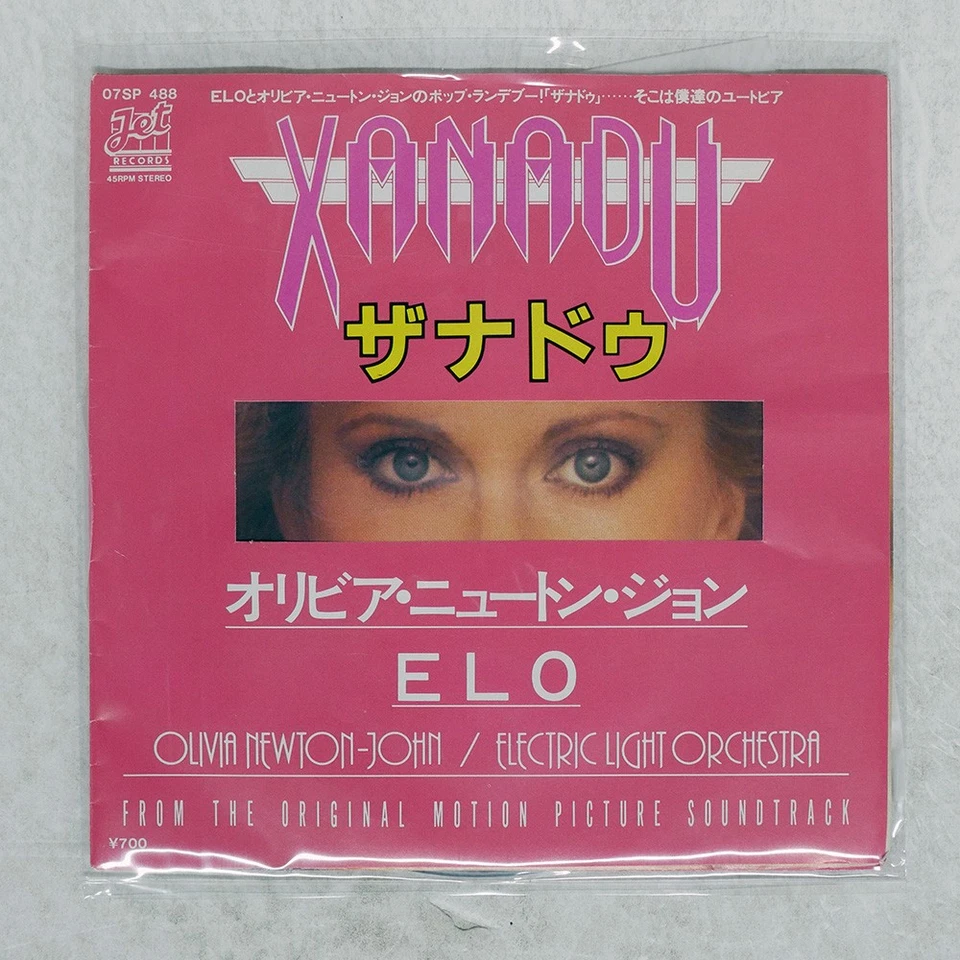 07SP 488
ELOとオリビア・ニュートン・ジョンのポップ・ランデブー!「ザナドゥ」……そこは僕達のユートピア
Jet
RECORDS
45RPM STEREO
XANADU
ザナドゥ
オリビア・ニュートン・ジョン
ELO
OLIVIA NEWTON-JOHN / ELECTRIC LIGHT ORCHESTRA
FROM THE ORIGINAL MOTION PICTURE SOUNDTRACK
¥700